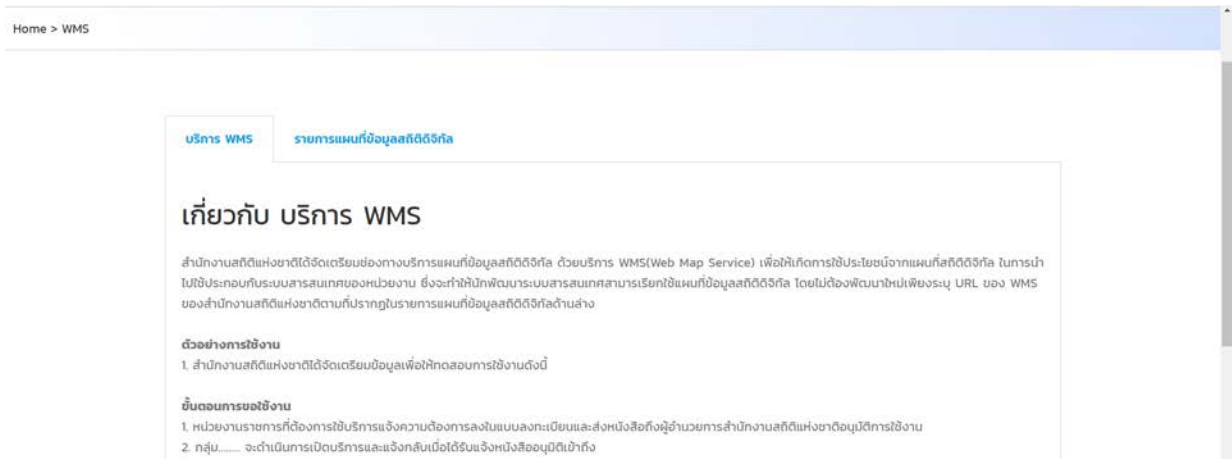 Home > WMS
บริการ WMS รายการแผนที่ข้อมูลสถิติดิจิทัล
เกี่ยวกับ บริการ WMS
สำนักงานสถิติแห่งชาติได้จัดเตรียมช่องทางบริการแผนที่ข้อมูลสถิติดิจิทัล ด้วยบริการ WMS(Web Map Service) เพื่อให้เกิดการใช้ประโยชน์จากแผนที่สถิติดิจิทัล ในการนำ
ไปใช้ประกอบกับระบบสารสนเทศของหน่วยงาน ซึ่งจะทำให้นักพัฒนาระบบสารสนเทศสามารเรียกใช้แผนที่ข้อมูลสถิติดิจิทัล โดยไม่ต้องพัฒนาใหม่เพียงระบุ URL ของ WMS
ของสำนักงานสถิติแห่งชาติตามที่ปรากฏในรายการแผนที่ข้อมูลสถิติดิจิทัลด้านล่าง
ตัวอย่างการใช้งาน
1. สำนักงานสถิติแห่งชาติได้จัดเตรียมข้อมูลเพื่อให้ทดสอบการใช้งานดังนี้
ขั้นตอนการขอใช้งาน
1. หน่วยงานราชการที่ต้องการใช้บริการแจ้งความต้องการลงในแบบลงทะเบียนและส่งหนังสือถึงผู้อำนวยการสำนักงานสถิติแห่งชาติอนุมัติการใช้งาน
2. กลุ่ม........ จะดำเนินการเปิดบริการและแจ้งกลับเมื่อได้รับแจ้งหนังสืออนุมิติเข้าถึง